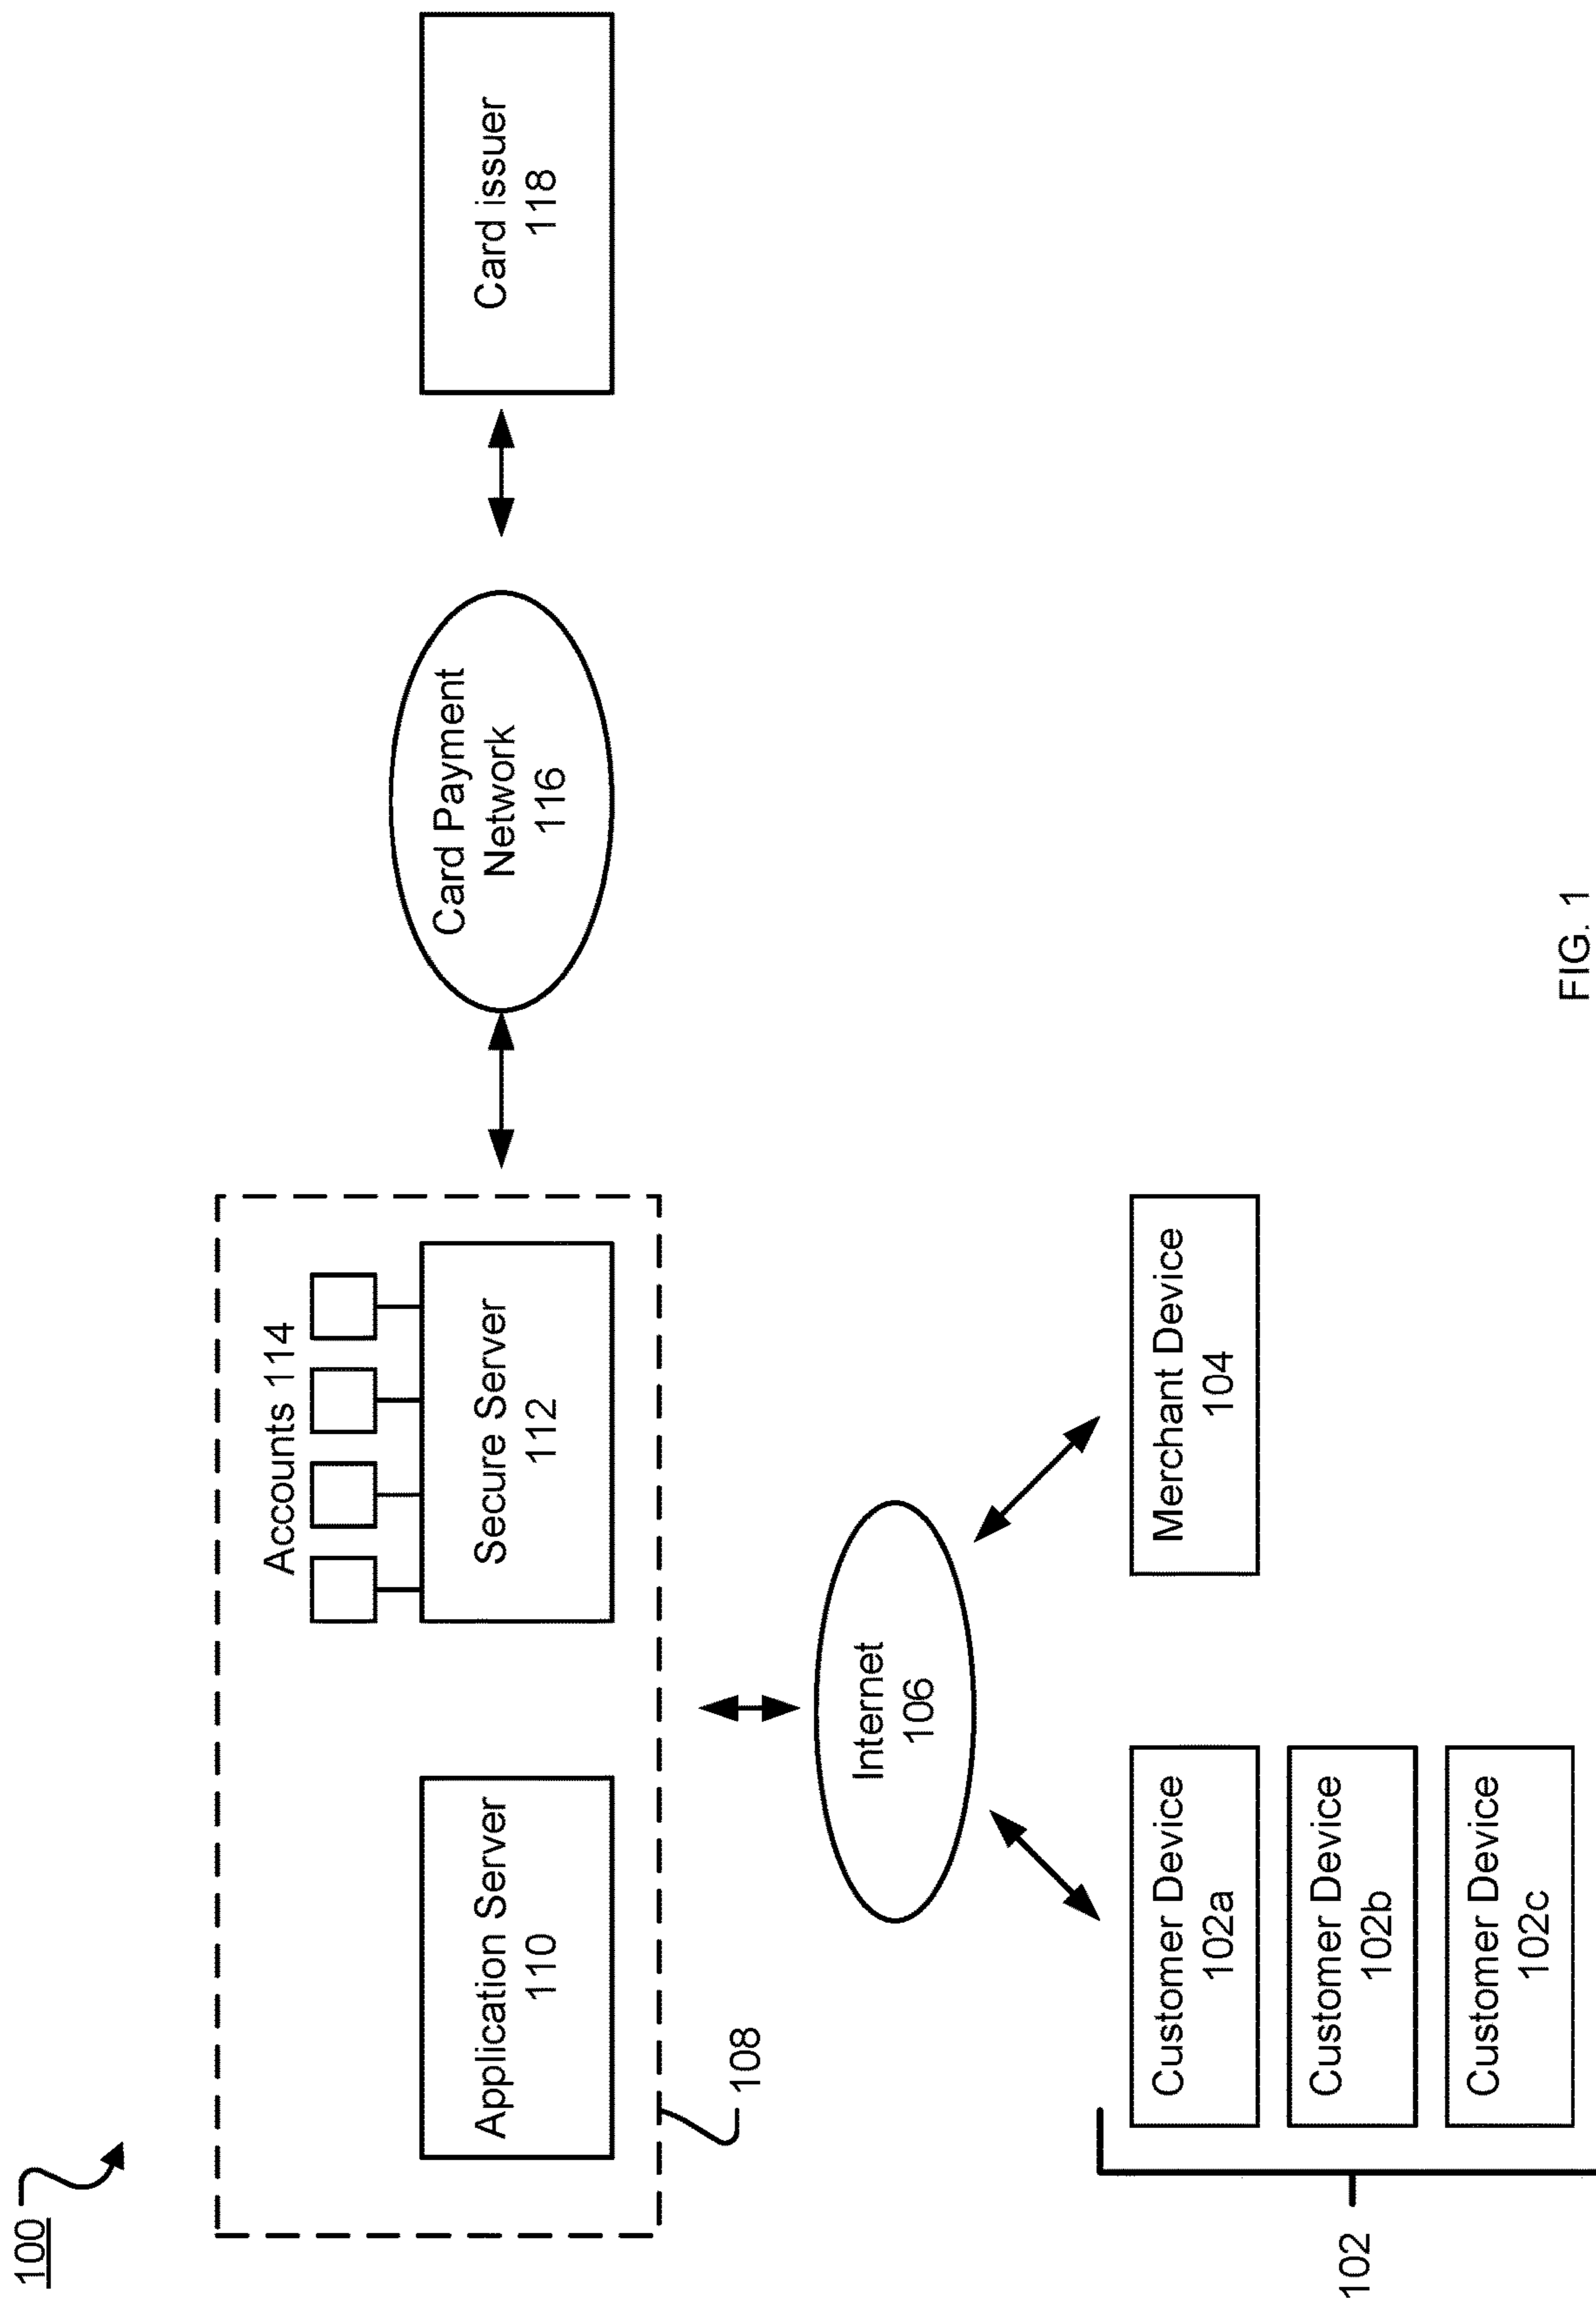 100
Accounts 114
Application Server
110
Secure Server
112
Card Payment
Network
116
Card issuer
118
108
Internet
106
102
Customer Device
102a
Customer Device
102b
Customer Device
102c
Merchant Device
104
FIG. 1